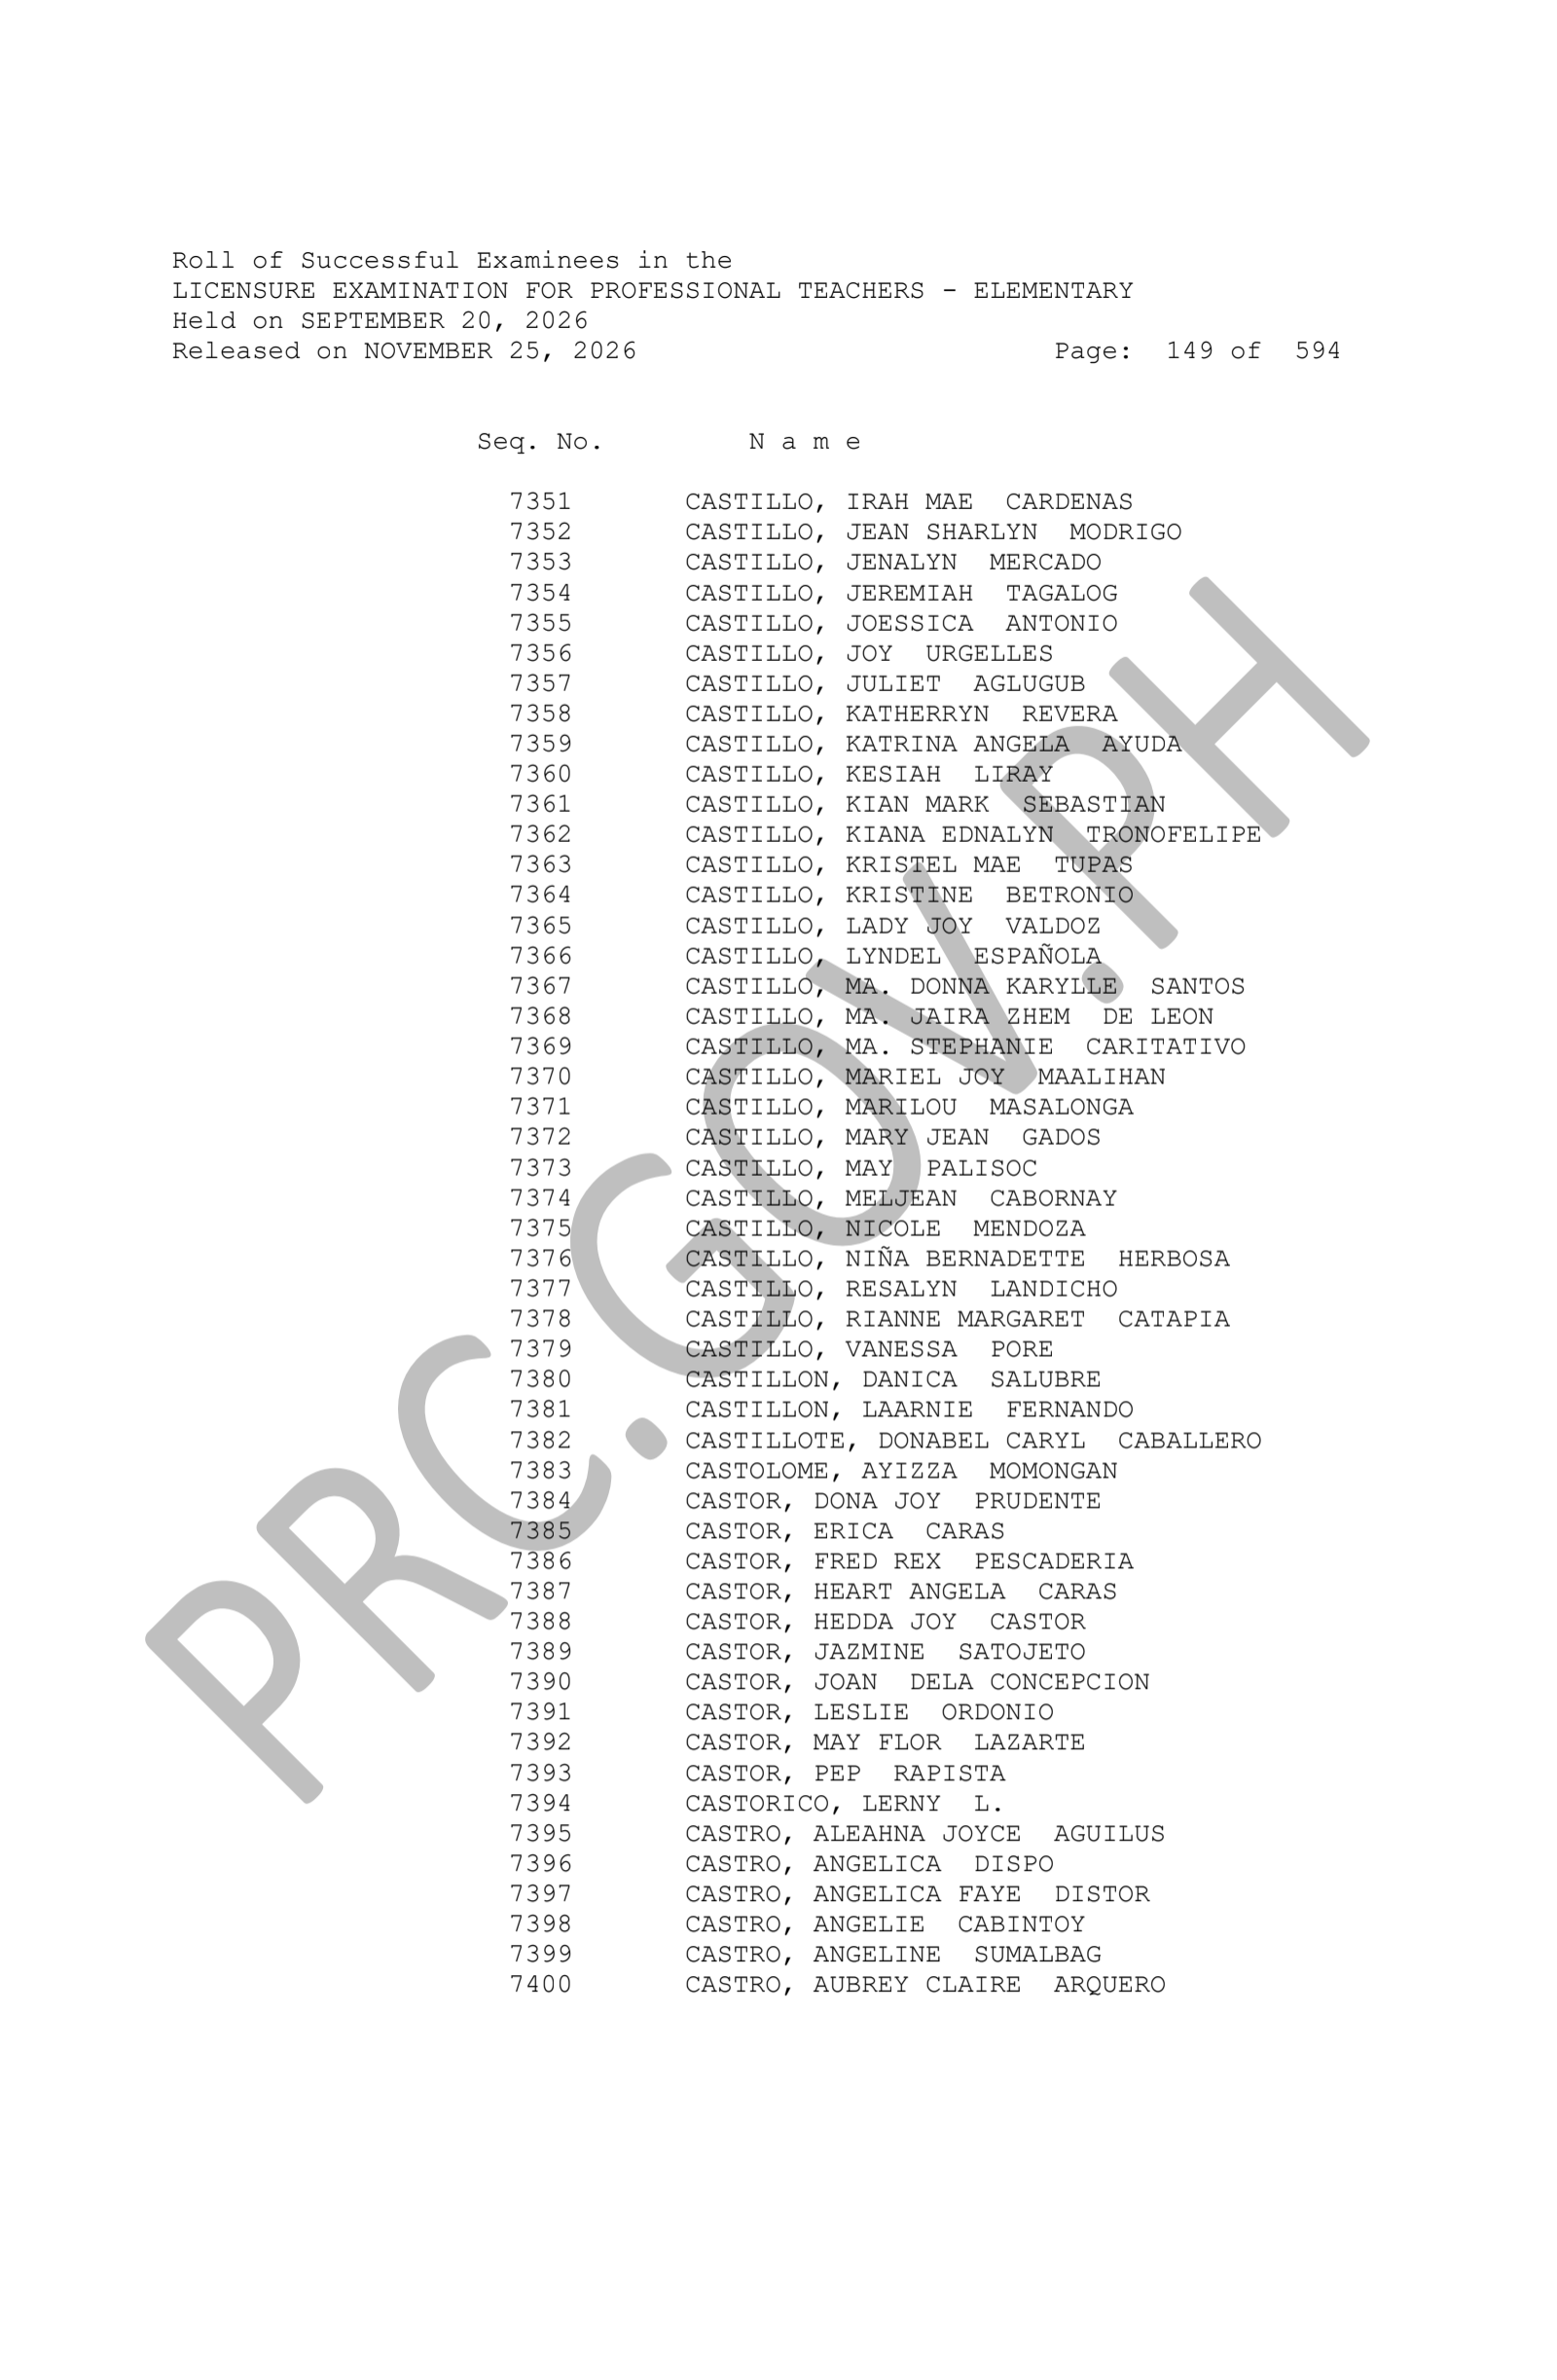 Roll of Successful Examinees in the
LICENSURE EXAMINATION FOR PROFESSIONAL TEACHERS - ELEMENTARY
Held on SEPTEMBER 20, 2026
Released on NOVEMBER 25, 2026 Page: 149 of 594
Seq. No. N a m e
7351 CASTILLO, IRAH MAE CARDENAS
7352 CASTILLO, JEAN SHARLYN MODRIGO
7353 CASTILLO, JENALYN MERCADO
7354 CASTILLO, JEREMIAH TAGALOG
7355 CASTILLO, JOESSICA ANTONIO
7356 CASTILLO, JOY URGELLES
7357 CASTILLO, JULIET AGLUGUB
7358 CASTILLO, KATHERRYN REVERA
7359 CASTILLO, KATRINA ANGELA AYUDA
7360 CASTILLO, KESIAH LIRAY
7361 CASTILLO, KIAN MARK SEBASTIAN
7362 CASTILLO, KIANA EDNALYN TRONOFELIPE
7363 CASTILLO, KRISTEL MAE TUPAS
7364 CASTILLO, KRISTINE BETRONIO
7365 CASTILLO, LADY JOY VALDOZ
7366 CASTILLO, LYNDEL ESPAÑOLA
7367 CASTILLO, MA. DONNA KARYLLE SANTOS
7368 CASTILLO, MA. JAIRA ZHEM DE LEON
7369 CASTILLO, MA. STEPHANIE CARITATIVO
7370 CASTILLO, MARIEL JOY MAALIHAN
7371 CASTILLO, MARILOU MASALONGA
7372 CASTILLO, MARY JEAN GADOS
7373 CASTILLO, MAY PALISOC
7374 CASTILLO, MELJEAN CABORNAY
7375 CASTILLO, NICOLE MENDOZA
7376 CASTILLO, NIÑA BERNADETTE HERBOSA
7377 CASTILLO, RESALYN LANDICHO
7378 CASTILLO, RIANNE MARGARET CATAPIA
7379 CASTILLO, VANESSA PORE
7380 CASTILLON, DANICA SALUBRE
7381 CASTILLON, LAARNIE FERNANDO
7382 CASTILLOTE, DONABEL CARYL CABALLERO
7383 CASTOLOME, AYIZZA MOMONGAN
7384 CASTOR, DONA JOY PRUDENTE
7385 CASTOR, ERICA CARAS
7386 CASTOR, FRED REX PESCADERIA
7387 CASTOR, HEART ANGELA CARAS
7388 CASTOR, HEDDA JOY CASTOR
7389 CASTOR, JAZMINE SATOJETO
7390 CASTOR, JOAN DELA CONCEPCION
7391 CASTOR, LESLIE ORDONIO
7392 CASTOR, MAY FLOR LAZARTE
7393 CASTOR, PEP RAPISTA
7394 CASTORICO, LERNY L.
7395 CASTRO, ALEAHNA JOYCE AGUILUS
7396 CASTRO, ANGELICA DISPO
7397 CASTRO, ANGELICA FAYE DISTOR
7398 CASTRO, ANGELIE CABINTOY
7399 CASTRO, ANGELINE SUMALBAG
7400 CASTRO, AUBREY CLAIRE ARQUERO
PRC.GOV.PH